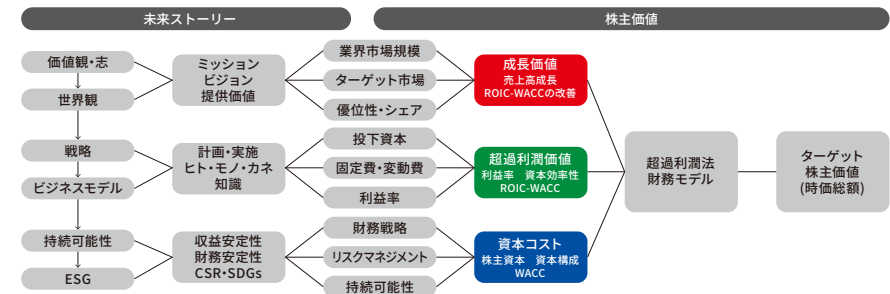 未来ストーリー
株主価値
価値観・志
世界観
戦略
ビジネスモデル
持続可能性
ESG
ミッション
ビジョン
提供価値
計画・実施
ヒト・モノ・カネ
知識
収益安定性
財務安定性
CSR・SDGs
業界市場規模
ターゲット市場
優位性・シェア
投下資本
固定費・変動費
利益率
財務戦略
リスクマネジメント
持続可能性
成長価値
売上高成長
ROIC-WACCの改善
超過利潤価値
利益率 資本効率性
ROIC-WACC
資本コスト
株主資本 資本構成
WACC
超過利潤法
財務モデル
ターゲット
株主価値
(時価総額)